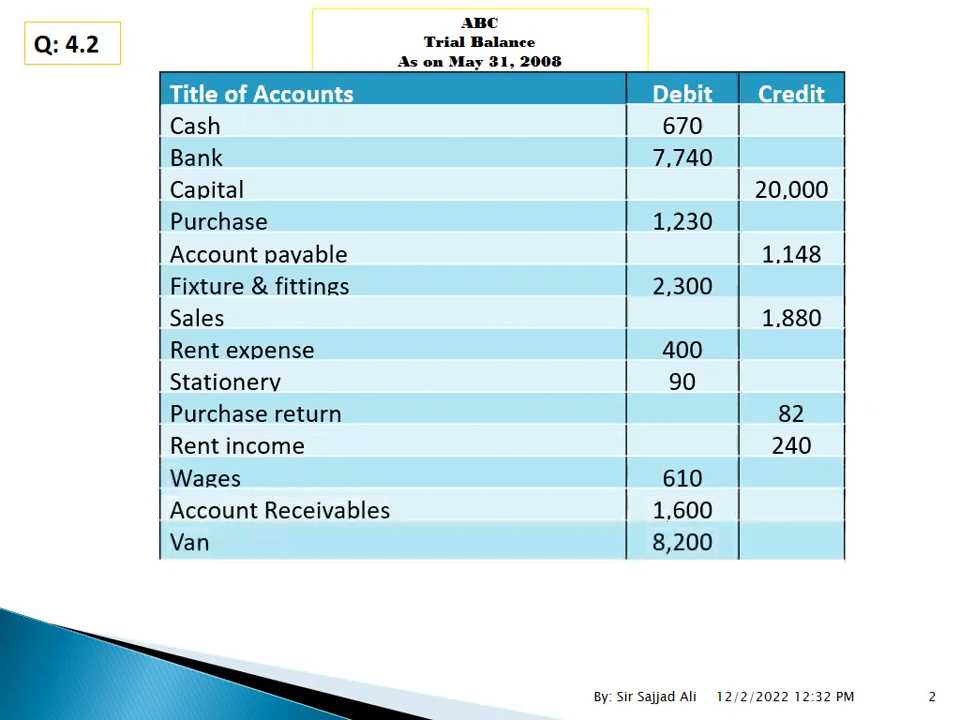 Q: 4.2
ABC
Trial Balance
As on May 31, 2008
Title of Accounts Debit Credit
Cash 670
Bank 7,740
Capital 20,000
Purchase 1,230
Account payable 1,148
Fixture & fittings 2,300
Sales 1,880
Rent expense 400
Stationery 90
Purchase return 82
Rent income 240
Wages 610
Account Receivables 1,600
Van 8,200
By: Sir Sajjad Ali 12/2/2022 12:32 PM 2